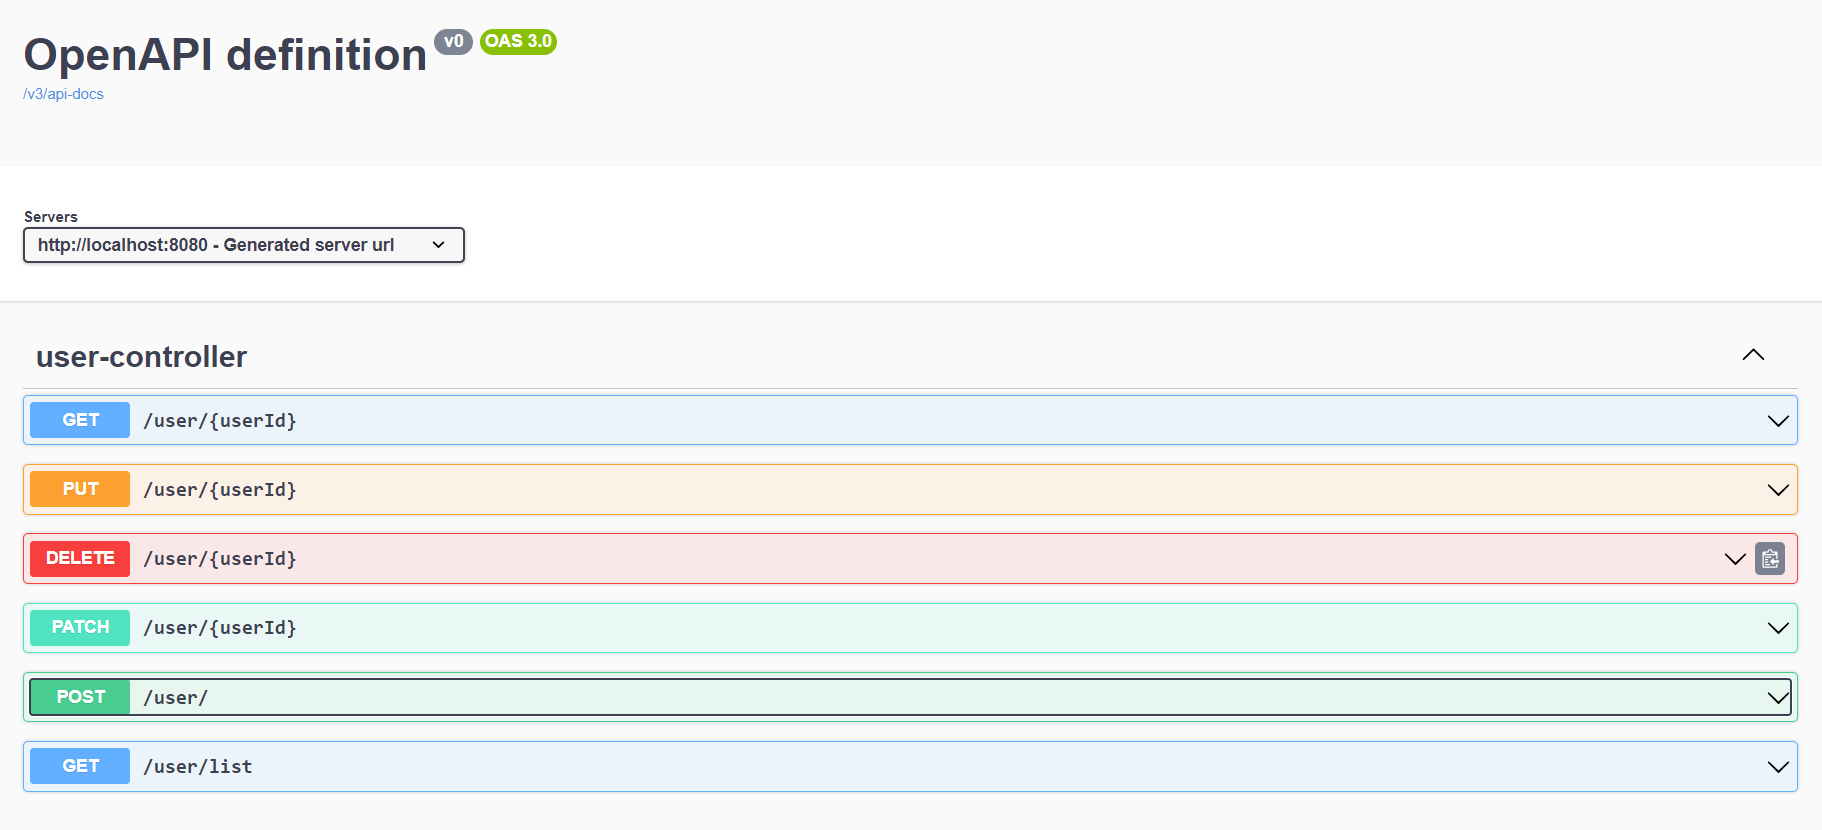 OpenAPI definition v0 OAS 3.0
/v3/api-docs
Servers
http://localhost:8080 - Generated server url
user-controller
GET /user/{userId}
PUT /user/{userId}
DELETE /user/{userId}
PATCH /user/{userId}
POST /user/
GET /user/list